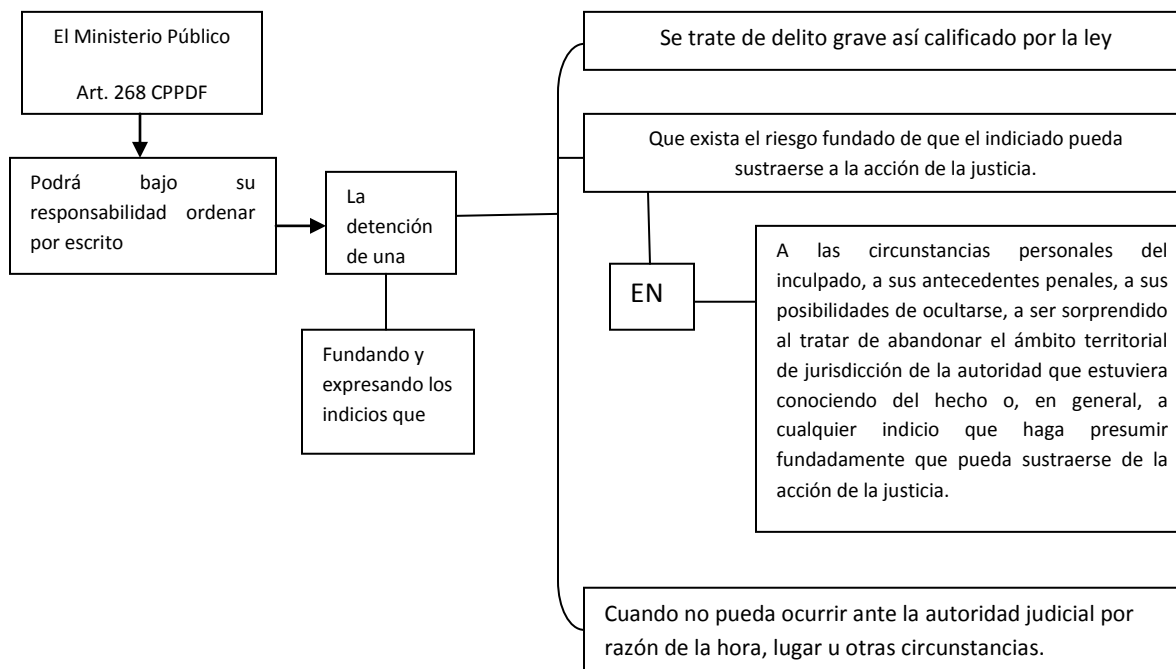 El Ministerio Público
Art. 268 CPPDF
Podrá bajo su
responsabilidad ordenar
por escrito
La
detención
de una
Fundando y
expresando los
indicios que
Se trate de delito grave así calificado por la ley
Que exista el riesgo fundado de que el indiciado pueda
sustraerse a la acción de la justicia.
EN
A las circunstancias personales del
inculpado, a sus antecedentes penales, a sus
posibilidades de ocultarse, a ser sorprendido
al tratar de abandonar el ámbito territorial
de jurisdicción de la autoridad que estuviera
conociendo del hecho o, en general, a
cualquier indicio que haga presumir
fundadamente que pueda sustraerse de la
acción de la justicia.
Cuando no pueda ocurrir ante la autoridad judicial por
razón de la hora, lugar u otras circunstancias.